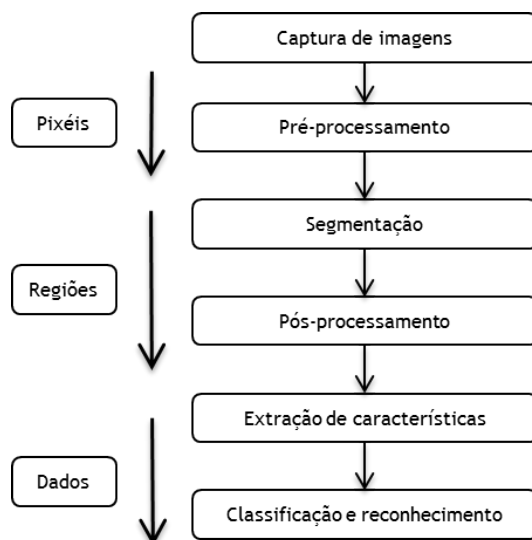 Captura de imagens
Pixéis
Pré-processamento
Segmentação
Regiões
Pós-processamento
Extração de características
Dados
Classificação e reconhecimento